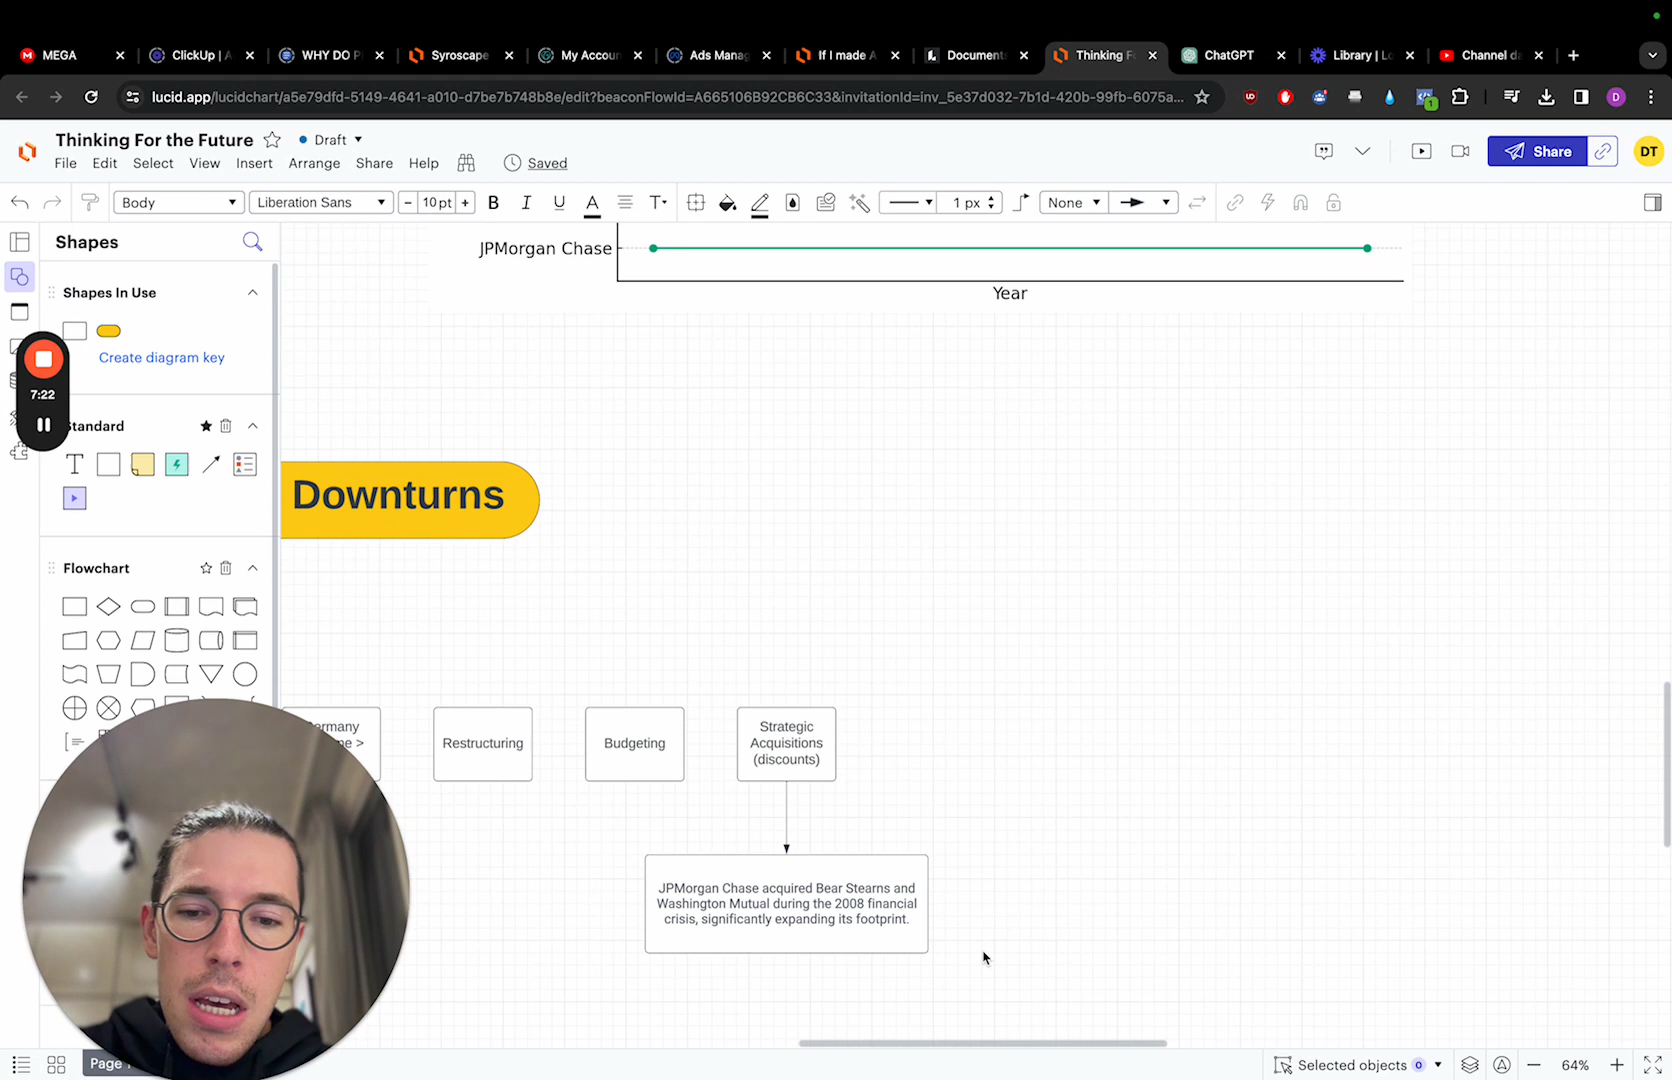 MEGA
ClickUp | A
WHY DO P
Syroscape
My Accoun
Ads Manag
If I made A
Document
Thinking Fo
ChatGPT
Library | Lo
Channel da
lucid.app/lucidchart/a5e79dfd-5149-4641-a010-d7be7b748b8e/edit?beaconFlowId=A665106B92CB6C33&invitationId=inv_5e37d032-7b1d-420b-99fb-6075a...
D
Thinking For the Future
Draft
File Edit Select View Insert Arrange Share Help Saved
Share
DT
Body
Liberation Sans
- 10 pt +
B I U A T
1 px
None
Shapes
Shapes In Use
Create diagram key
7:22
Standard
T
Flowchart
JPMorgan Chase
Year
Downturns
Restructuring
Budgeting
Strategic
Acquisitions
(discounts)
JPMorgan Chase acquired Bear Stearns and
Washington Mutual during the 2008 financial
crisis, significantly expanding its footprint.
Page
Selected objects 0
64%